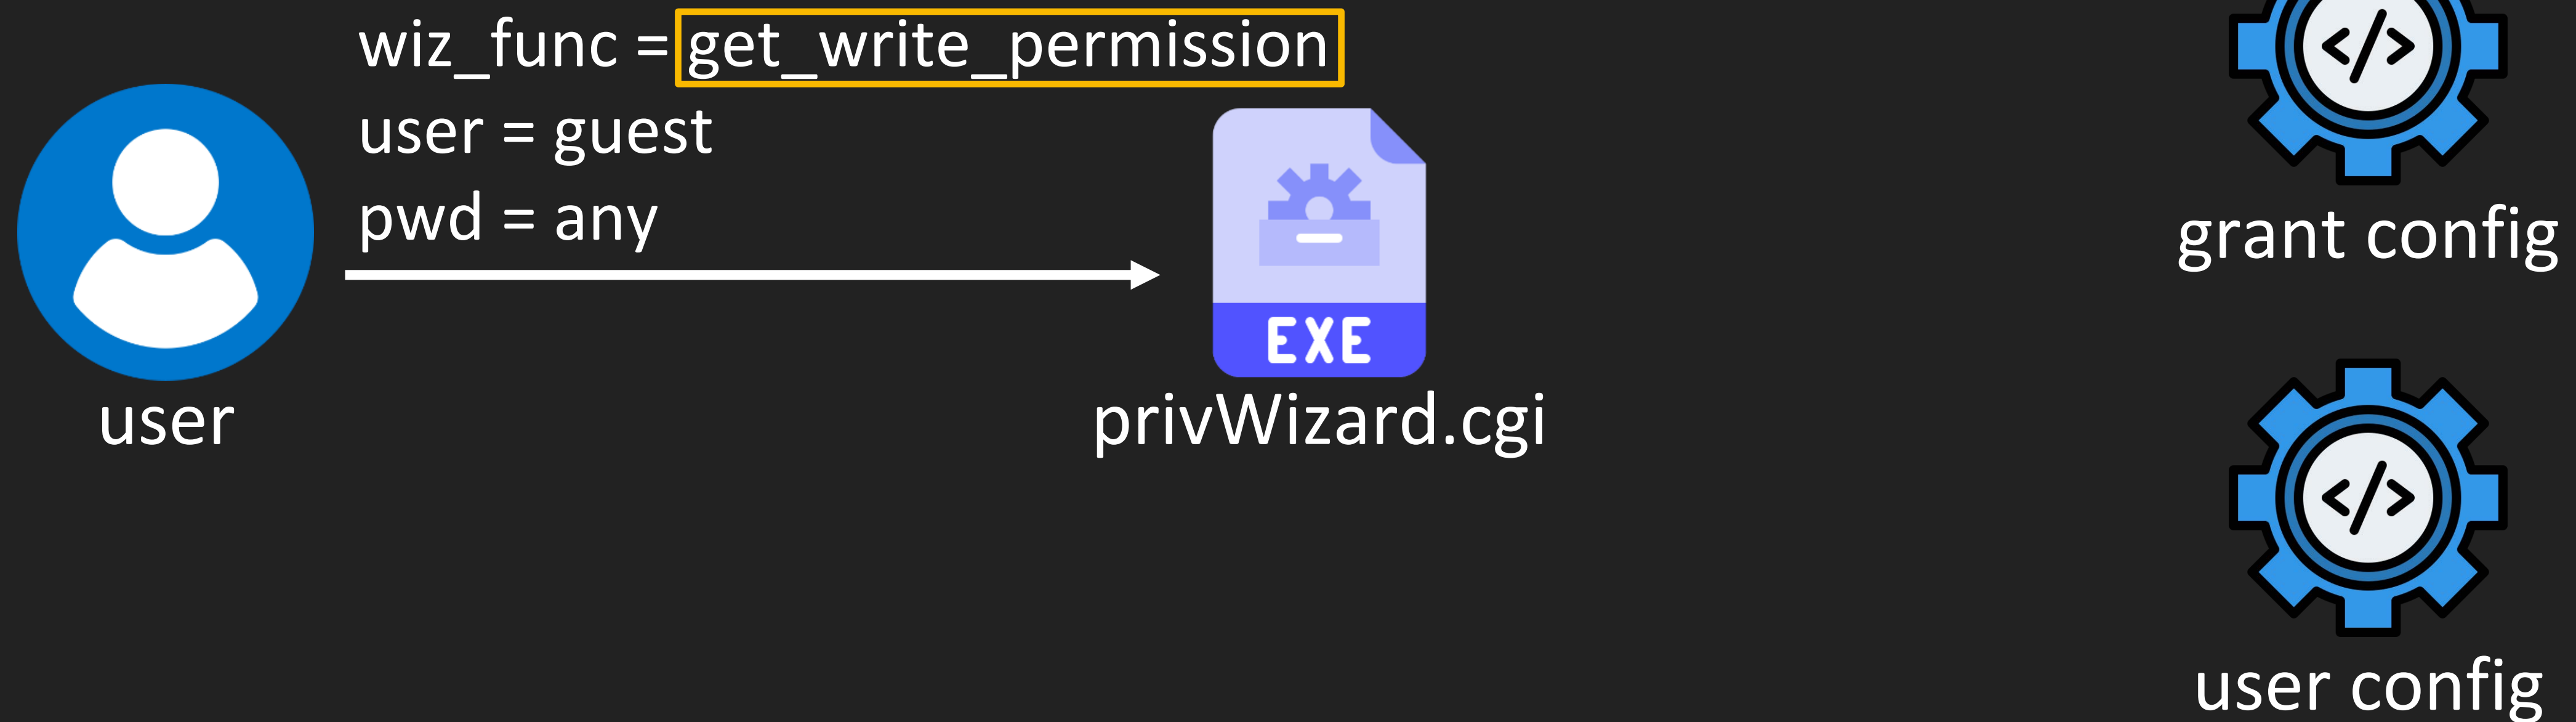 wiz_func = get_write_permission
user = guest
pwd = any
user
EXE
privWizard.cgi
</>
grant config
</>
user config